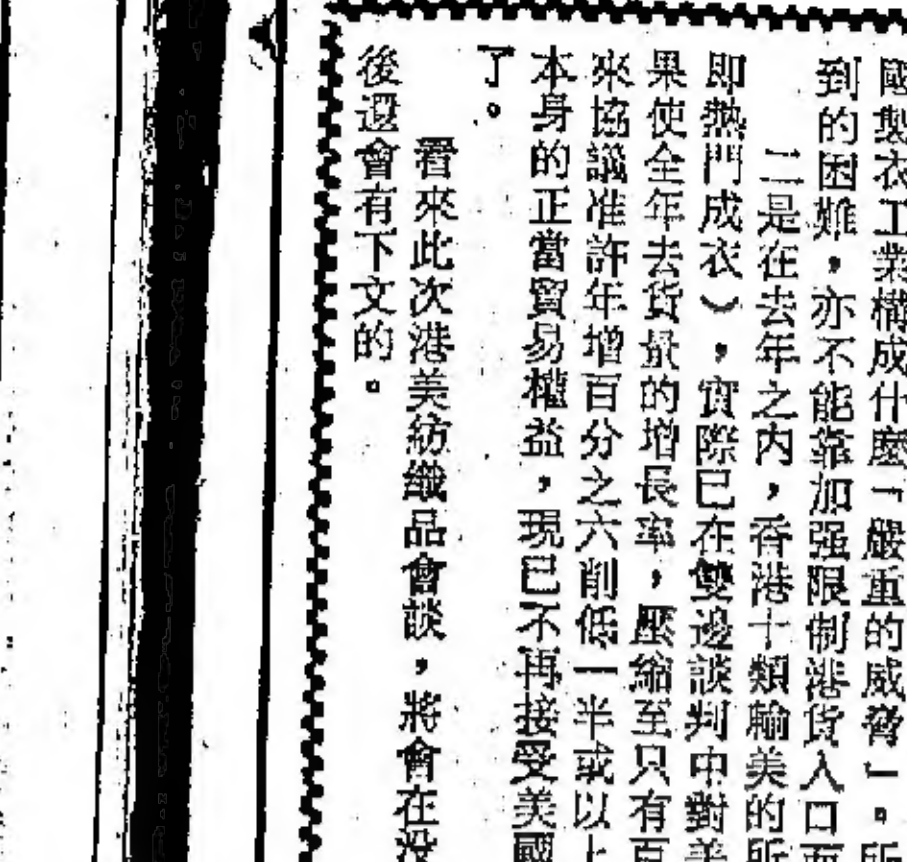 國製衣工業構成什麽「嚴重的威脅」。所
到的困難，亦不能靠加强限制港貨入口而
二是在去年之内，香港十類輸美的所
即熱門成衣），實際已在雙邊談判中對美
果使全年去貨量的增長率，壓縮至只有百
來協議准許年增百分之六削低一半或以上
本身的正當貿易權益，現已不再接受美國
了。
看來此次港美紡織品會談，將會在没
後還會有下文的。